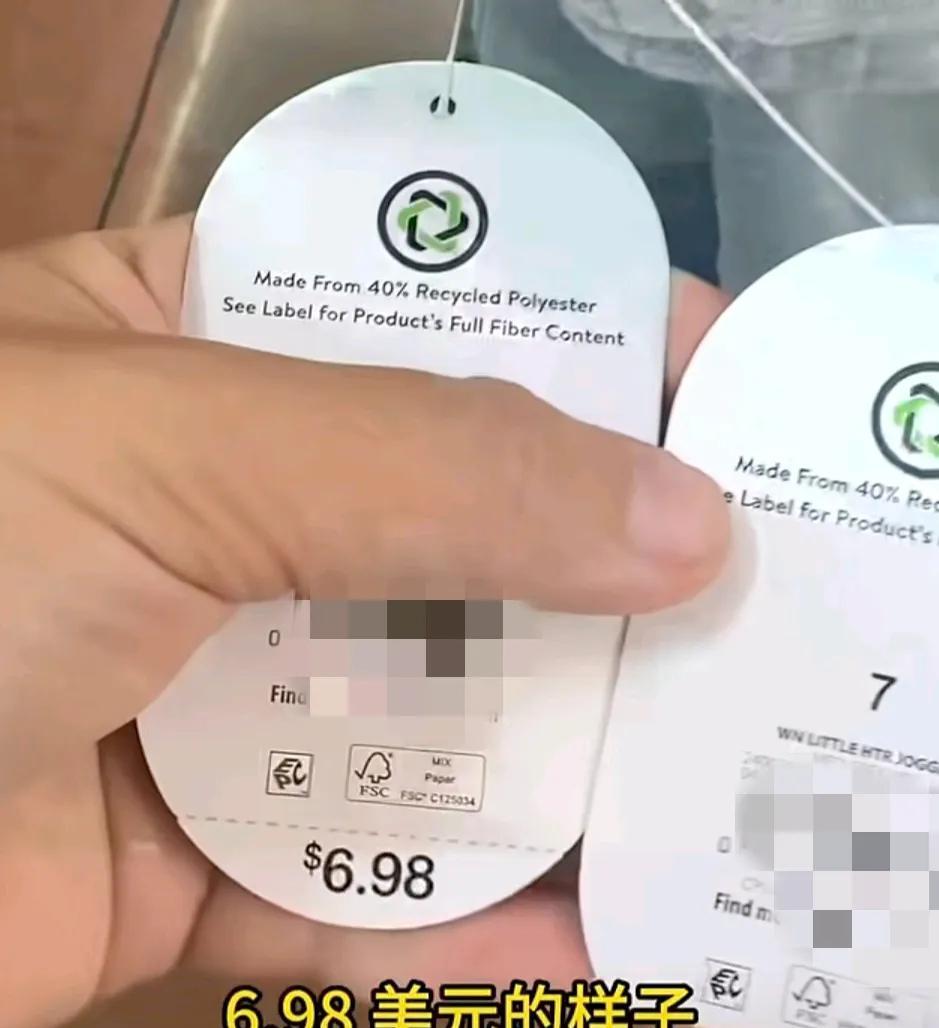 Made From 40% Recycled Polyester
See Label for Product's Full Fiber Content
0
Find
FSC
MIX
Paper
FSC® C125034
$6.98
Made From 40% Rec
e Label for Product's
7
WN LITTLE HTR JOGG
0
Find m
FSC
6.98 美元的样子